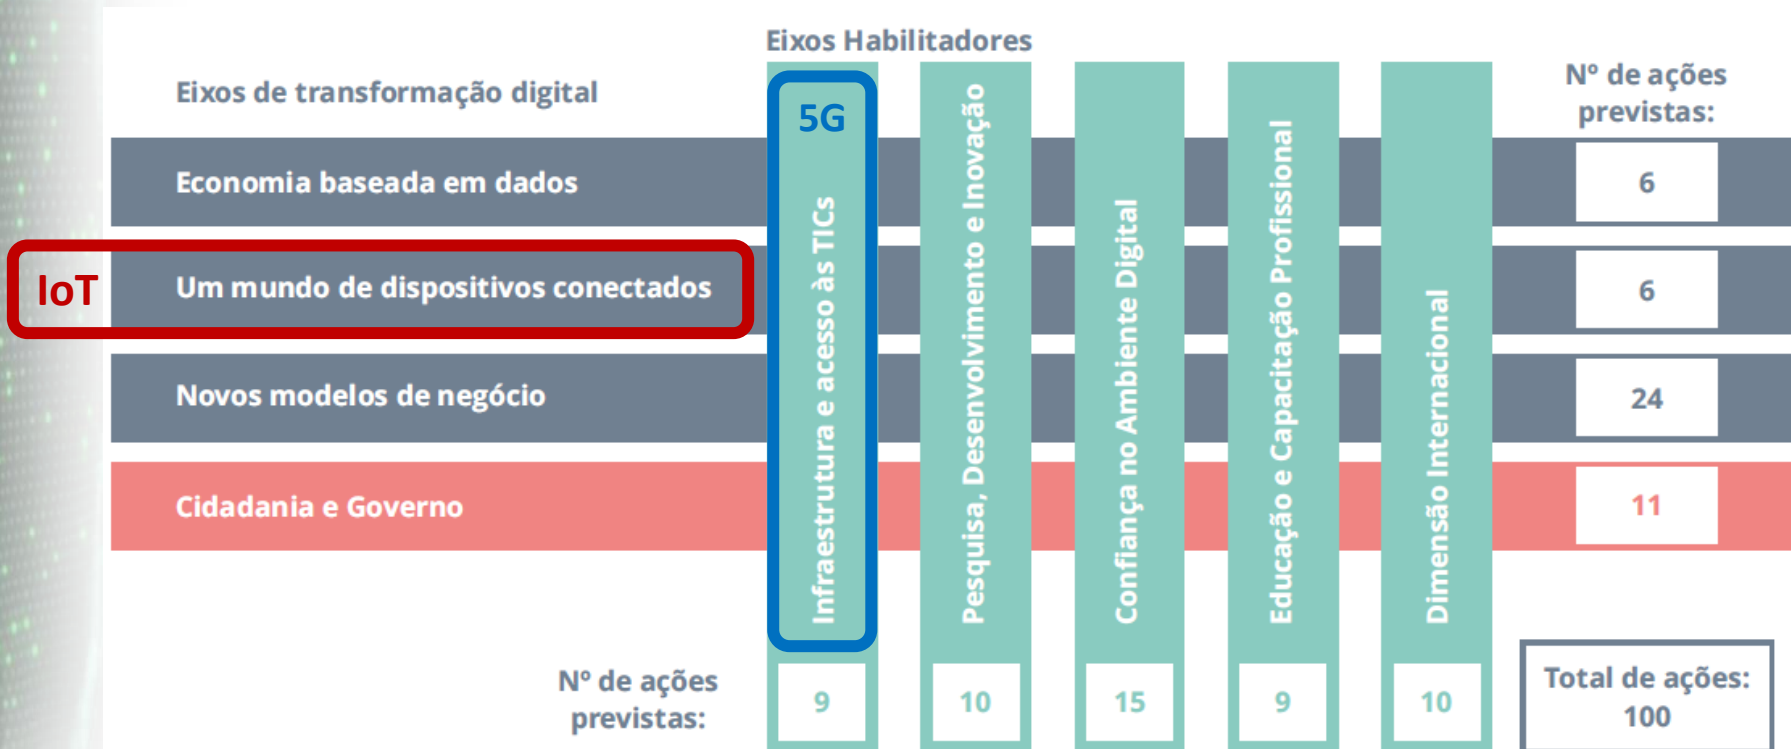 Eixos Habilitadores
Eixos de transformação digital
Nº de ações
previstas:
5G
Economia baseada em dados
6
IoT
Um mundo de dispositivos conectados
6
Novos modelos de negócio
24
Cidadania e Governo
11
Infraestrutura e acesso às TICs
Pesquisa, Desenvolvimento e Inovação
Confiança no Ambiente Digital
Educação e Capacitação Profissional
Dimensão Internacional
Nº de ações
previstas:
9
10
15
9
10
Total de ações:
100